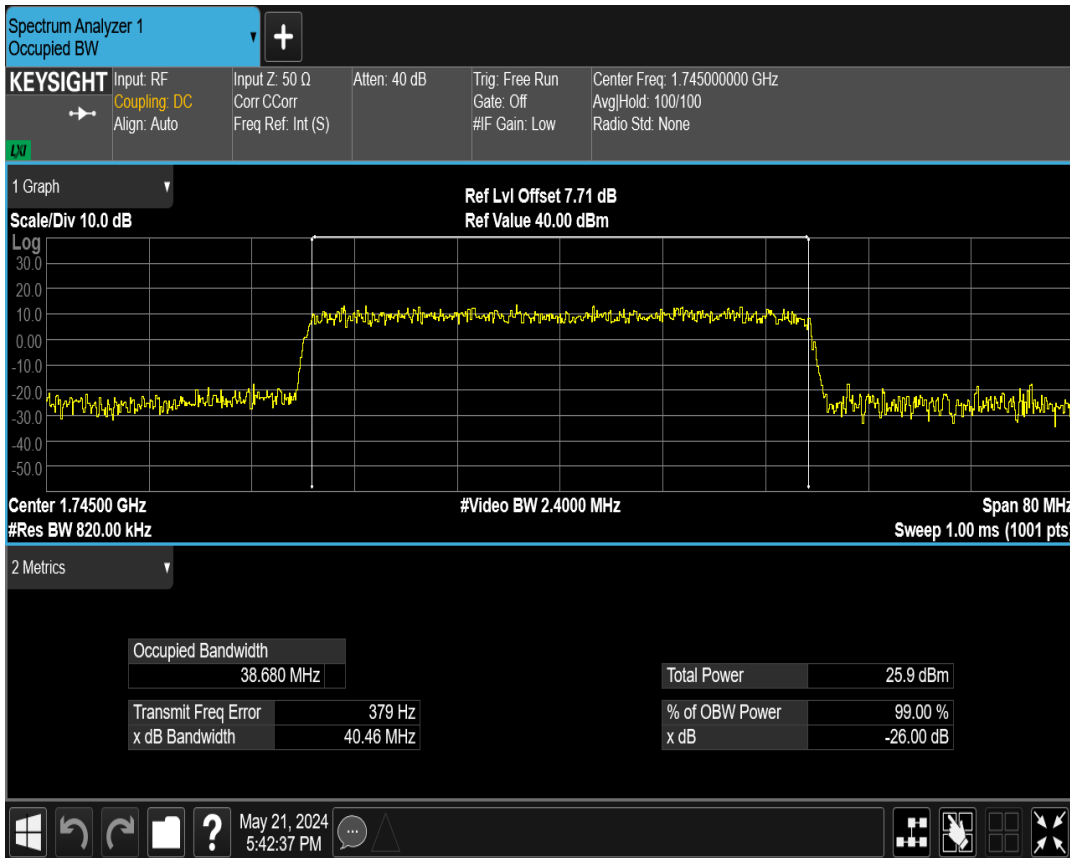 Spectrum Analyzer 1
Occupied BW
KEYSIGHT
LXI
Input: RF
Coupling: DC
Align: Auto
Input Z: 50 Ω
Corr CCorr
Freq Ref: Int (S)
Atten: 40 dB
Trig: Free Run
Gate: Off
#IF Gain: Low
Center Freq: 1.745000000 GHz
Avg|Hold: 100/100
Radio Std: None
1 Graph
Scale/Div 10.0 dB
Ref Lvl Offset 7.71 dB
Ref Value 40.00 dBm
Log
30.0
20.0
10.0
0.00
-10.0
-20.0
-30.0
-40.0
-50.0
Center 1.74500 GHz
#Video BW 2.4000 MHz
Span 80 MHz
#Res BW 820.00 kHz
Sweep 1.00 ms (1001 pts)
2 Metrics
Occupied Bandwidth
38.680 MHz
Transmit Freq Error 379 Hz
x dB Bandwidth 40.46 MHz
Total Power 25.9 dBm
% of OBW Power 99.00 %
x dB -26.00 dB
?
May 21, 2024
5:42:37 PM